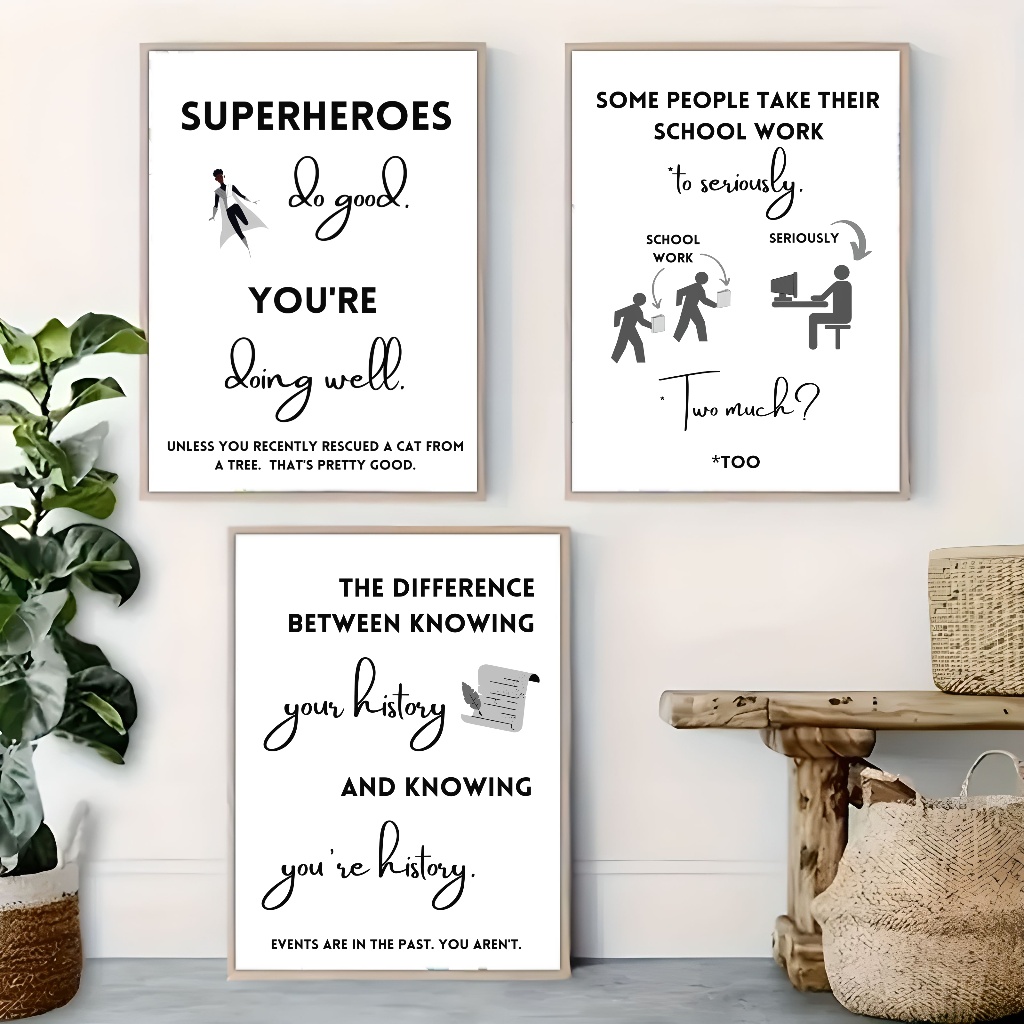 SUPERHEROES
do good.
YOU'RE
doing well.
UNLESS YOU RECENTLY RESCUED A CAT FROM
A TREE. THAT'S PRETTY GOOD.
SOME PEOPLE TAKE THEIR
SCHOOL WORK
*to seriously.
SCHOOL
WORK
SERIOUSLY
*Two much?
*TOO
THE DIFFERENCE
BETWEEN KNOWING
your history
AND KNOWING
you're history.
EVENTS ARE IN THE PAST. YOU AREN'T.